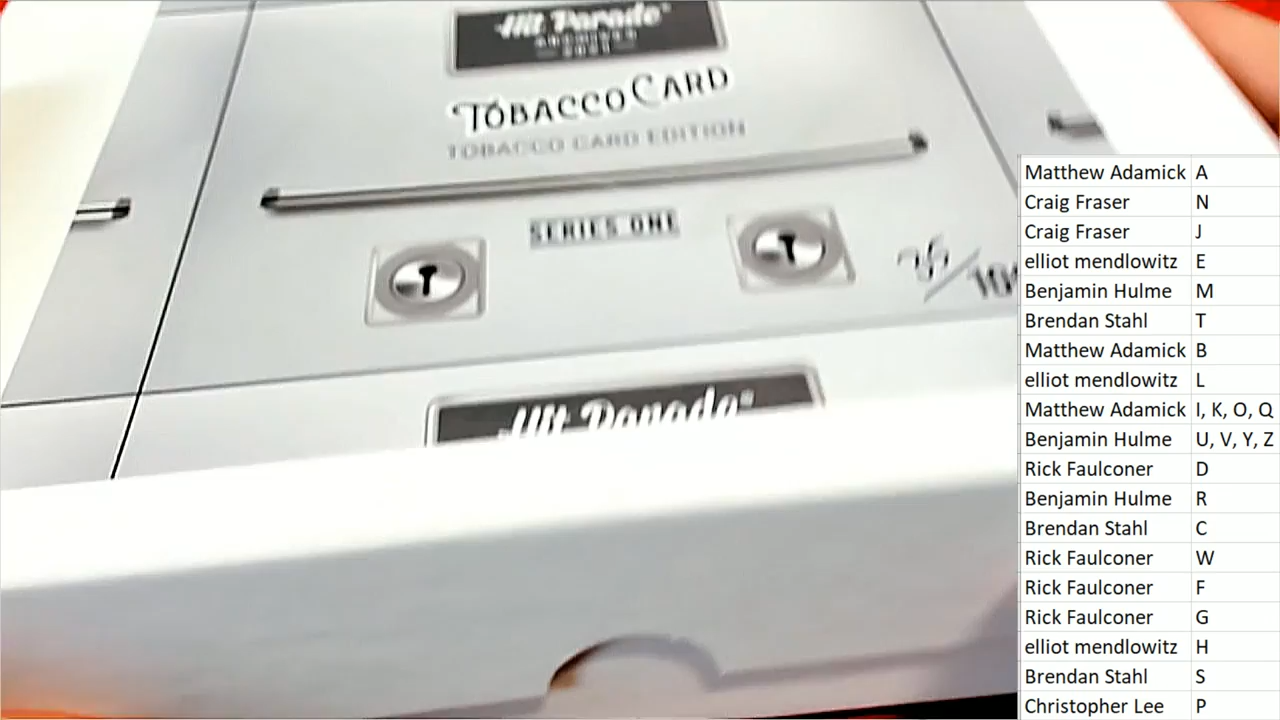 Hit Parade
2021
TOBACCO CARD
TOBACCO CARD EDITION
SERIES ONE
Hit Parade
Matthew Adamick A
Craig Fraser N
Craig Fraser J
elliot mendlowitz E
Benjamin Hulme M
Brendan Stahl T
Matthew Adamick B
elliot mendlowitz L
Matthew Adamick I, K, O, Q
Benjamin Hulme U, V, Y, Z
Rick Faulconer D
Benjamin Hulme R
Brendan Stahl C
Rick Faulconer W
Rick Faulconer F
Rick Faulconer G
elliot mendlowitz H
Brendan Stahl S
Christopher Lee P